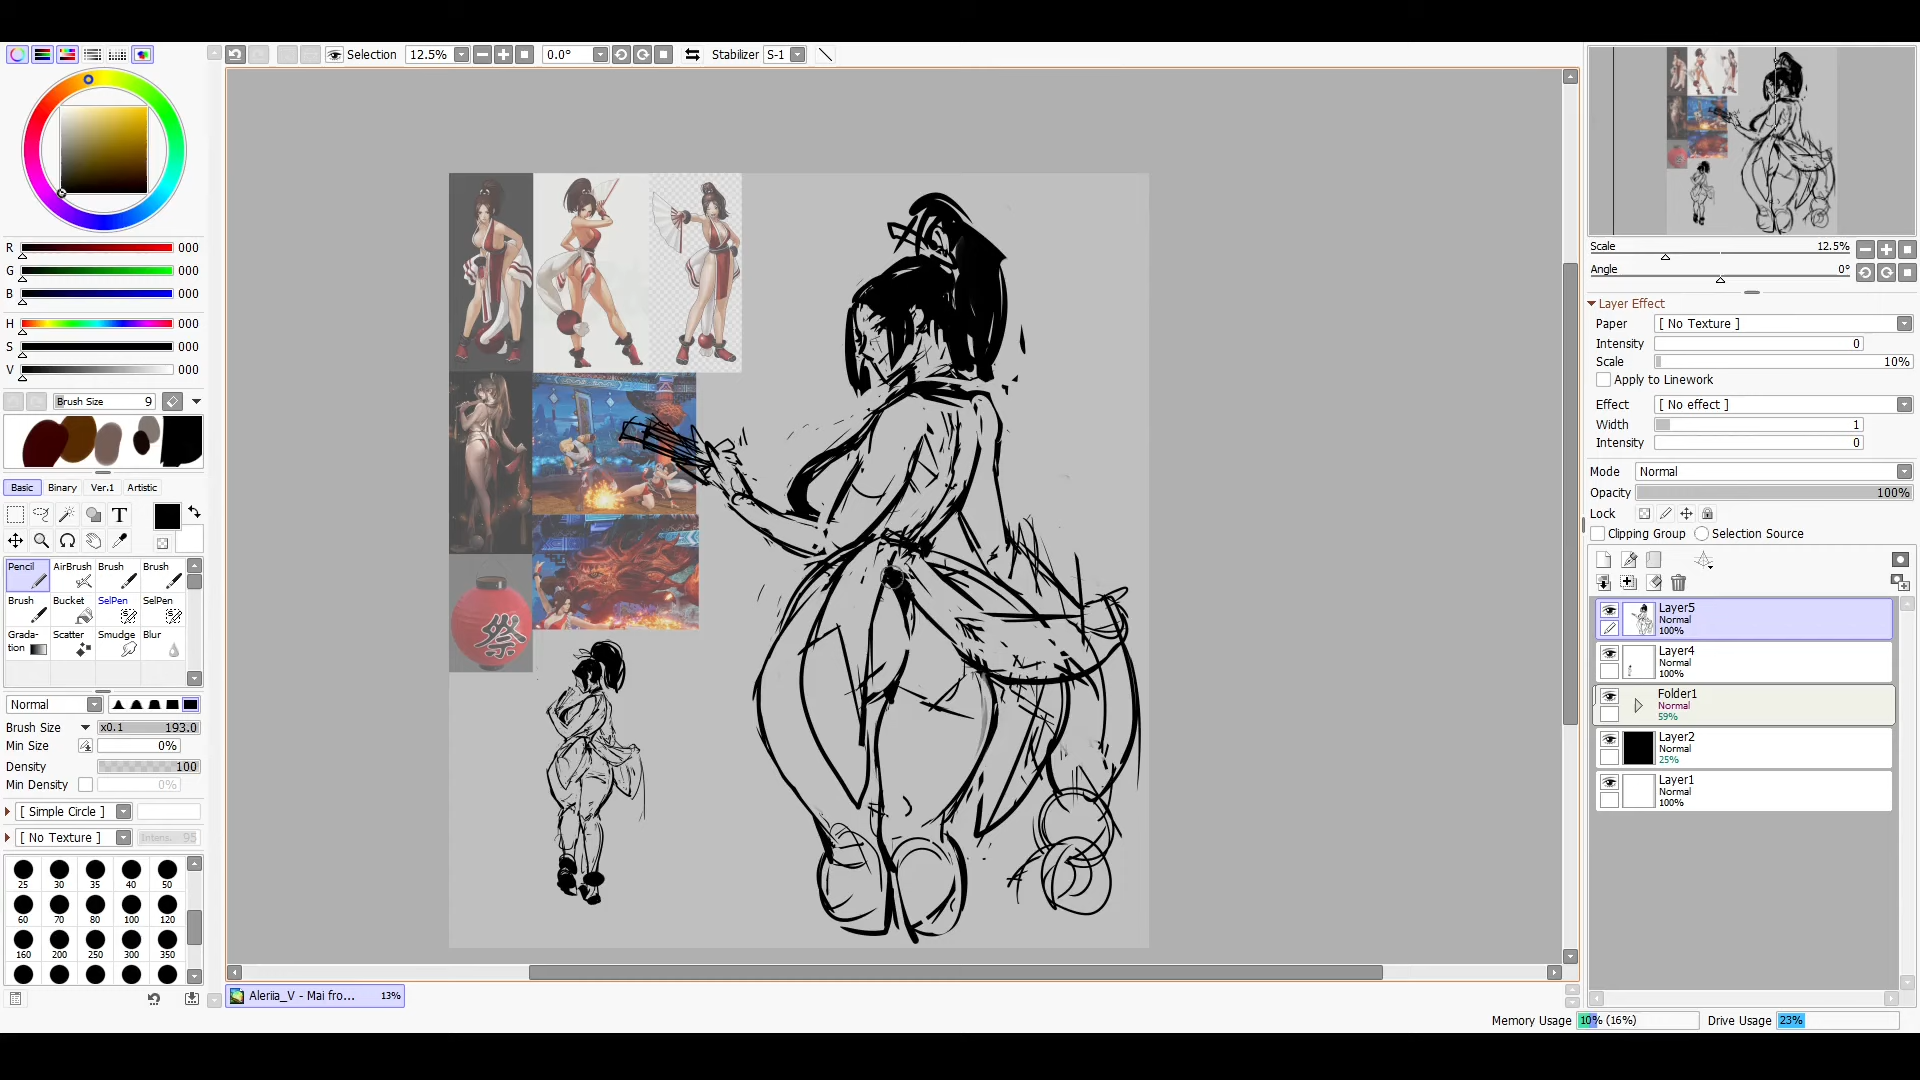 Selection
12.5%
0.0°
Stabilizer
S-1
R
000
G
000
B
000
H
000
S
000
V
000
Brush Size 9
Basic
Binary
Ver.1
Artistic
T
Pencil
AirBrush
Brush
Brush
Brush
Bucket
SelPen
SelPen
Grada-
tion
Scatter
Smudge
Blur
Normal
Brush Size
x0.1
193.0
Min Size
0%
Density
100
Min Density
0%
[ Simple Circle ]
[ No Texture ]
Intens.
95
25
30
35
40
50
60
70
80
100
120
160
200
250
300
350
祭
Aleriia_V - Mai fro...
13%
Scale
12.5%
Angle
0°
Layer Effect
Paper
[ No Texture ]
Intensity
0
Scale
10%
Apply to Linework
Effect
[ No effect ]
Width
1
Intensity
0
Mode
Normal
Opacity
100%
Lock
Clipping Group
Selection Source
Layer5
Normal
100%
Layer4
Normal
100%
Folder1
Normal
59%
Layer2
Normal
25%
Layer1
Normal
100%
Memory Usage
10% (16%)
Drive Usage
23%